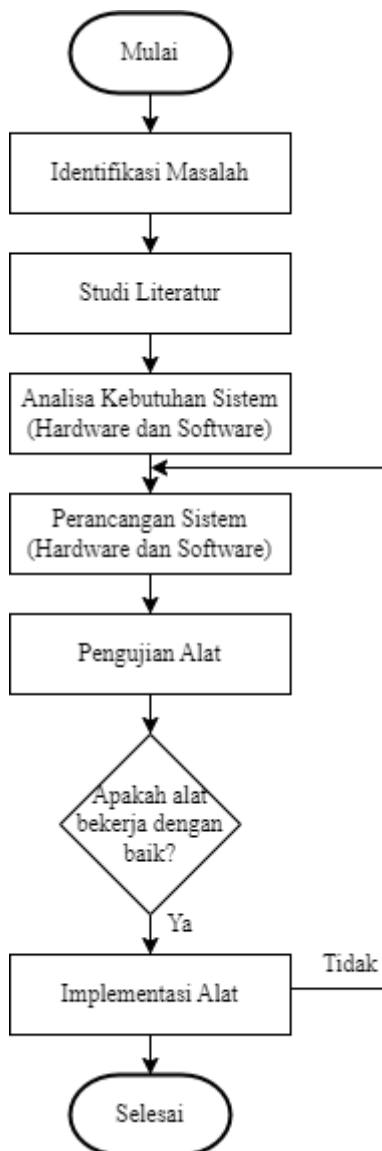 Mulai
Identifikasi Masalah
Studi Literatur
Analisa Kebutuhan Sistem
(Hardware dan Software)
Perancangan Sistem
(Hardware dan Software)
Pengujian Alat
Apakah alat
bekerja dengan
baik?
Ya
Tidak
Implementasi Alat
Selesai